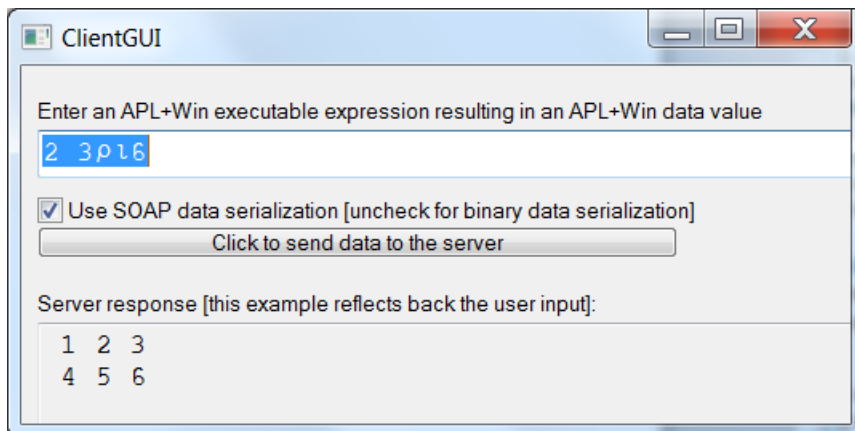 ClientGUI
Enter an APL+Win executable expression resulting in an APL+Win data value
2 3⍴⍳6
Use SOAP data serialization [uncheck for binary data serialization]
Click to send data to the server
Server response [this example reflects back the user input]:
1 2 3
4 5 6